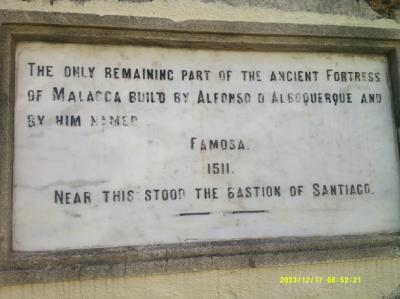 THE ONLY REMAINING PART OF THE ANCIENT FORTRESS
OF MALACCA BUILD BY ALFONSO D ALBOQUERQUE AND
BY HIM NAMED
FAMOSA.
1511.
NEAR THIS STOOD THE BASTION OF SANTIAGO.
2023/12/17 08:52:21